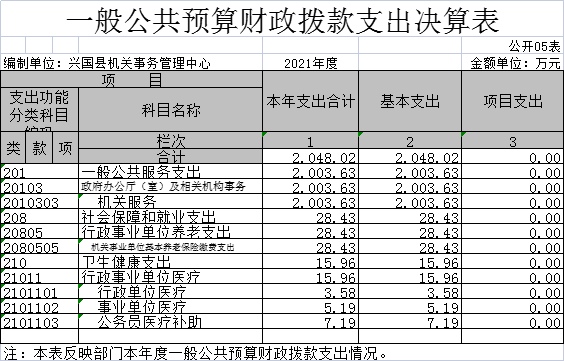 一般公共预算财政拨款支出决算表
公开05表
编制单位：兴国县机关事务管理中心 2021年度 金额单位：万元
项 目 本年支出合计 基本支出 项目支出
支出功能分类科目编码 科目名称
类 款 项 栏次 1 2 3
合计 2,048.02 2,048.02 0.00
201 一般公共服务支出 2,003.63 2,003.63 0.00
20103 政府办公厅（室）及相关机构事务 2,003.63 2,003.63 0.00
2010303 机关服务 2,003.63 2,003.63 0.00
208 社会保障和就业支出 28.43 28.43 0.00
20805 行政事业单位养老支出 28.43 28.43 0.00
2080505 机关事业单位基本养老保险缴费支出 28.43 28.43 0.00
210 卫生健康支出 15.96 15.96 0.00
21011 行政事业单位医疗 15.96 15.96 0.00
2101101 行政单位医疗 3.58 3.58 0.00
2101102 事业单位医疗 5.19 5.19 0.00
2101103 公务员医疗补助 7.19 7.19 0.00
注：本表反映部门本年度一般公共预算财政拨款支出情况。